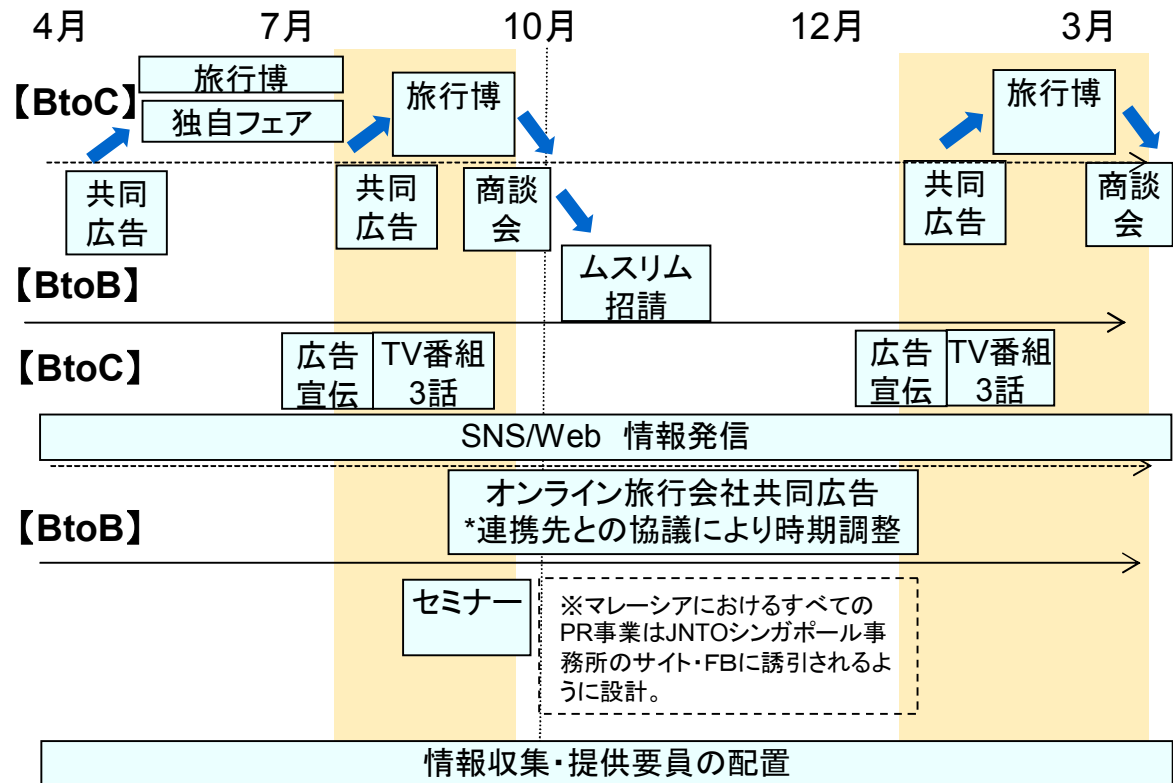 4月 7月 10月 12月 3月
【BtoC】
旅行博
独自フェア
旅行博
旅行博
共同
広告
共同
広告
商談
会
共同
広告
商談
会
【BtoB】
ムスリム
招請
【BtoC】
広告
宣伝
TV番組
3話
広告
宣伝
TV番組
3話
SNS/Web 情報発信
【BtoB】
オンライン旅行会社共同広告
*連携先との協議により時期調整
セミナー
※マレーシアにおけるすべての
PR事業はJNTOシンガポール事
務所のサイト・FBに誘引されるよ
うに設計。
情報収集・提供要員の配置